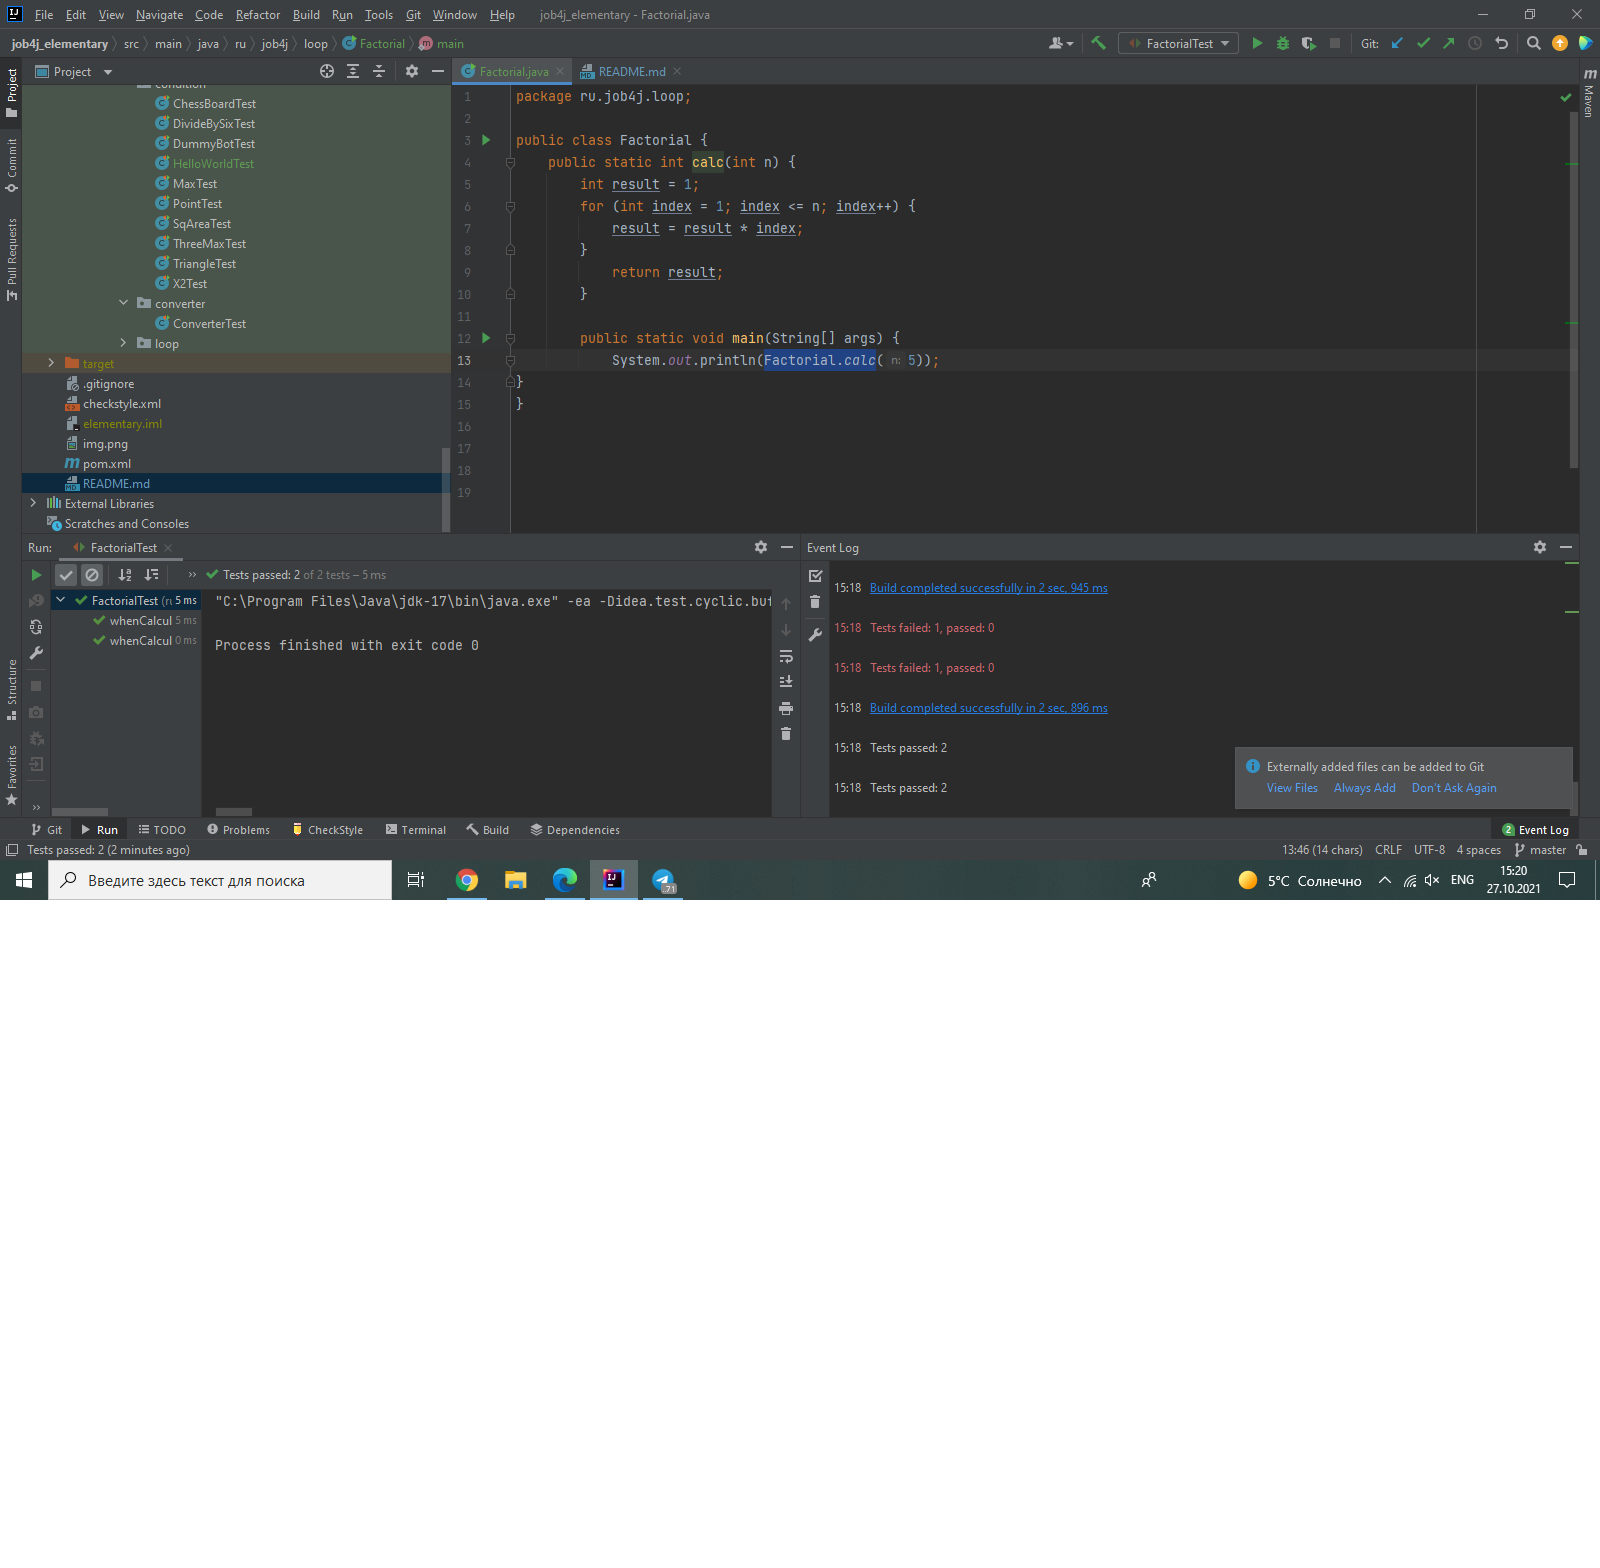 File Edit View Navigate Code Refactor Build Run Tools Git Window Help job4j_elementary - Factorial.java
job4j_elementary src main java ru job4j loop Factorial main
FactorialTest Git:
Project
Factorial.java README.md
condition
ChessBoardTest
DivideBySixTest
DummyBotTest
HelloWorldTest
MaxTest
PointTest
SqAreaTest
ThreeMaxTest
TriangleTest
X2Test
converter
ConverterTest
loop
target
.gitignore
checkstyle.xml
elementary.iml
img.png
pom.xml
README.md
External Libraries
Scratches and Consoles
Project
Commit
Pull Requests
Structure
Favorites
1 package ru.job4j.loop;
2
3 public class Factorial {
4 public static int calc(int n) {
5 int result = 1;
6 for (int index = 1; index <= n; index++) {
7 result = result * index;
8 }
9 return result;
10 }
11
12 public static void main(String[] args) {
13 System.out.println(Factorial.calc( n: 5));
14 }
15 }
16
17
18
19
Maven
Run: FactorialTest
Tests passed: 2 of 2 tests – 5 ms
FactorialTest (ru 5 ms
whenCalcul 5 ms
whenCalcul 0 ms
"C:\Program Files\Java\jdk-17\bin\java.exe" -ea -Didea.test.cyclic.buf
Process finished with exit code 0
Event Log
15:18 Build completed successfully in 2 sec, 945 ms
15:18 Tests failed: 1, passed: 0
15:18 Tests failed: 1, passed: 0
15:18 Build completed successfully in 2 sec, 896 ms
15:18 Tests passed: 2
15:18 Tests passed: 2
Externally added files can be added to Git
View Files Always Add Don't Ask Again
Git Run TODO Problems CheckStyle Terminal Build Dependencies 2 Event Log
Tests passed: 2 (2 minutes ago) 13:46 (14 chars) CRLF UTF-8 4 spaces master
Введите здесь текст для поиска
71
5°C Солнечно ENG
15:20
27.10.2021